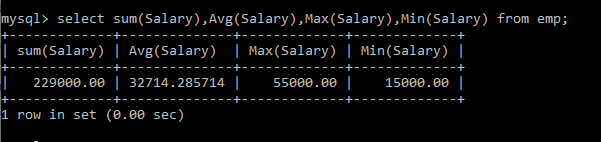 mysql> select sum(Salary),Avg(Salary),Max(Salary),Min(Salary) from emp;
+-------------+--------------+-------------+-------------+
| sum(Salary) | Avg(Salary)  | Max(Salary) | Min(Salary) |
+-------------+--------------+-------------+-------------+
|   229000.00 | 32714.285714 |    55000.00 |    15000.00 |
+-------------+--------------+-------------+-------------+
1 row in set (0.00 sec)